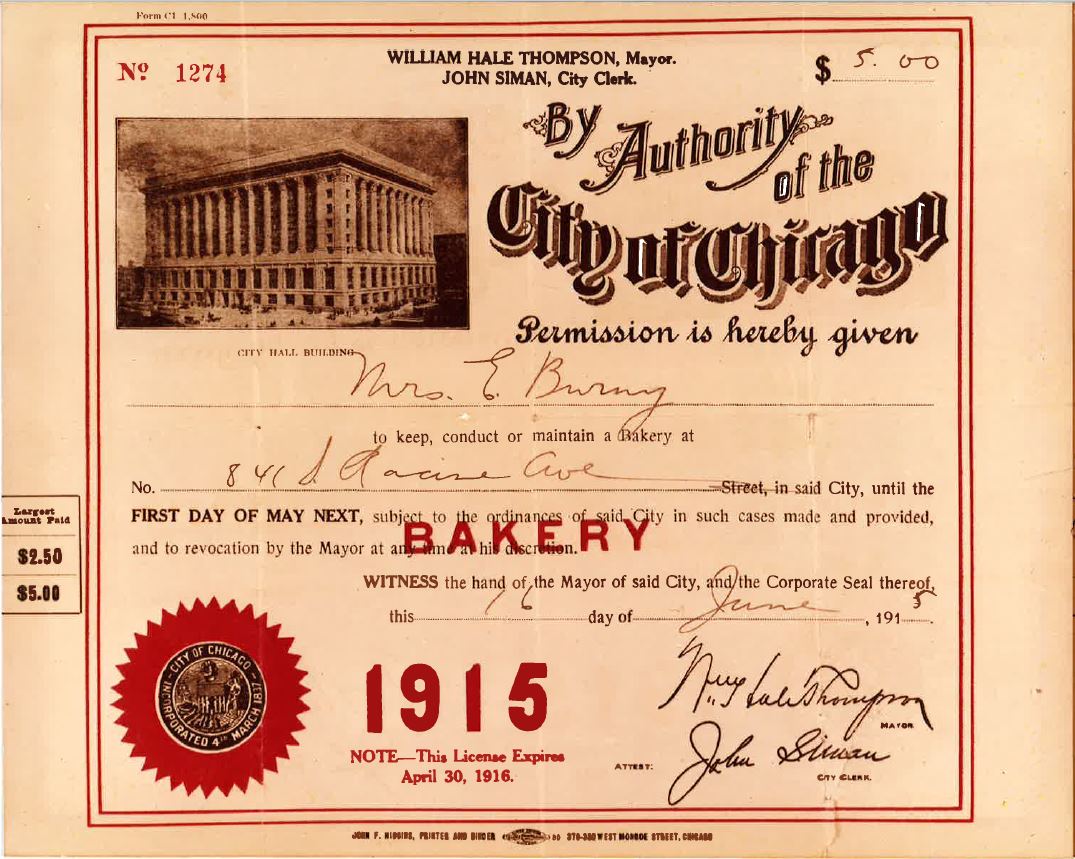 Form C1 1,800
WILLIAM HALE THOMPSON, Mayor.
JOHN SIMAN, City Clerk.
Nº 1274
$ 5.00
By Authority
of the
City of Chicago
Permission is hereby given
CITY HALL BUILDING
Mrs. E. Burny
to keep, conduct or maintain a Bakery at
No. 841 S Racine Ave Street, in said City, until the
FIRST DAY OF MAY NEXT, subject to the ordinances of said City in such cases made and provided,
BAKERY
and to revocation by the Mayor at any time at his discretion.
WITNESS the hand of the Mayor of said City, and the Corporate Seal thereof,
this 16 day of June, 1915.
Largest
Amount Paid
$2.50
$5.00
CITY OF CHICAGO
INCORPORATED 4TH MARCH 1837
1915
NOTE—This License Expires
April 30, 1916.
Wm Hale Thompson
MAYOR
ATTEST: John Siman
CITY CLERK.
JOHN F. HIGGINS, PRINTER AND BINDER 80 370-380 WEST MONROE STREET, CHICAGO